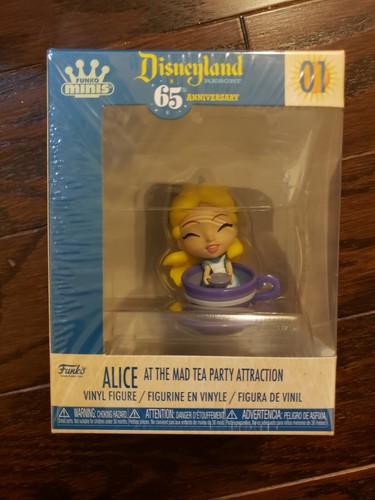 FUNKO
minis
Disneyland
RESORT
65th ANNIVERSARY
01
Funko
ALICE AT THE MAD TEA PARTY ATTRACTION
VINYL FIGURE / FIGURINE EN VINYLE / FIGURA DE VINIL
WARNING: CHOKING HAZARD ATTENTION: DANGER D'ÉTOUFFEMENT ADVERTENCIA: PELIGRO DE ASFIXIA